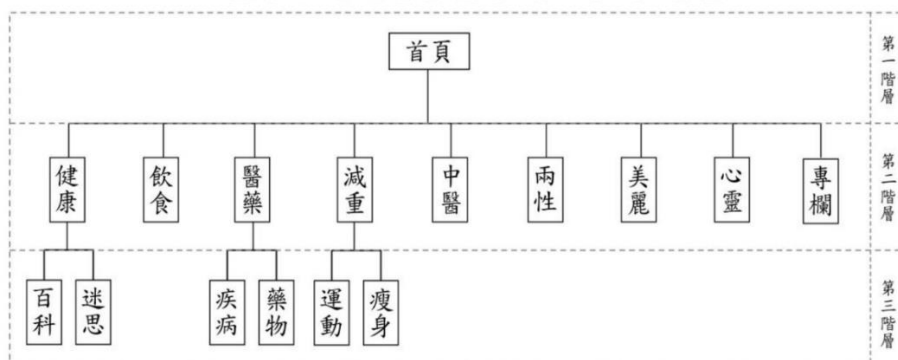 首頁
第一階層
健康
飲食
醫藥
減重
中醫
兩性
美麗
心靈
專欄
第二階層
百科
迷思
疾病
藥物
運動
瘦身
第三階層